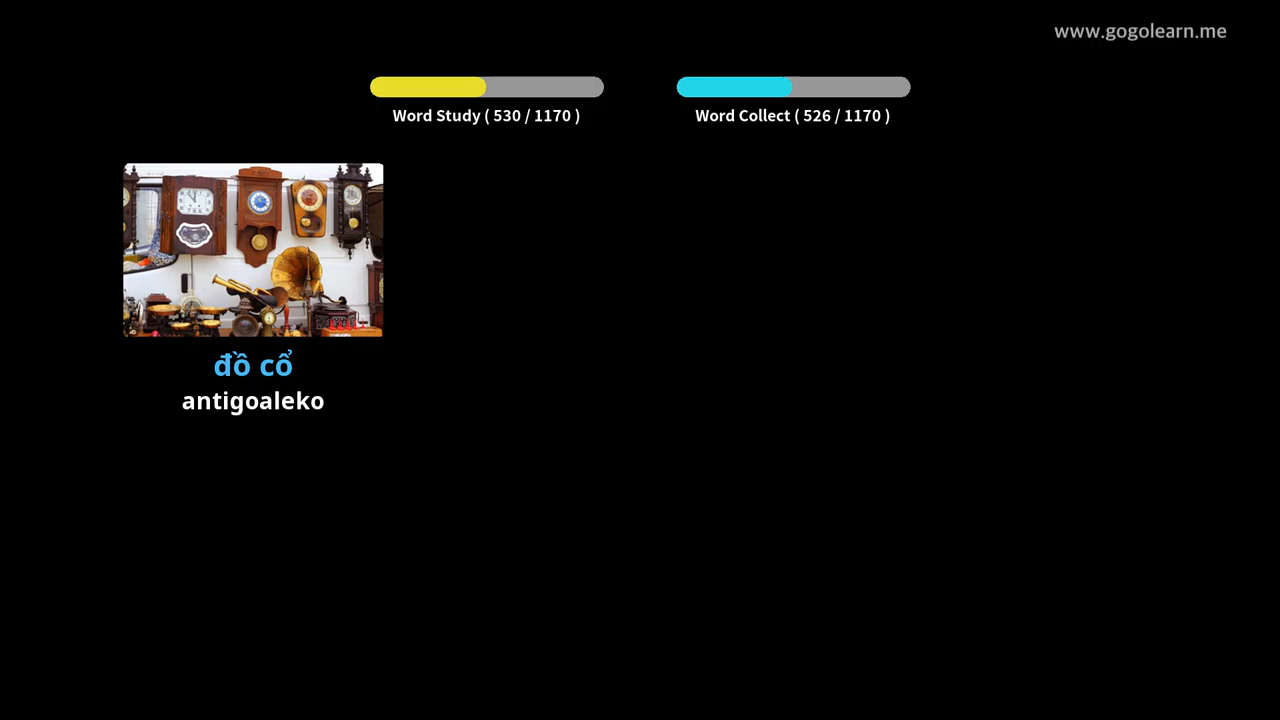 www.gogolearn.me
Word Study ( 530 / 1170 )
Word Collect ( 526 / 1170 )
đồ cổ
antigoaleko